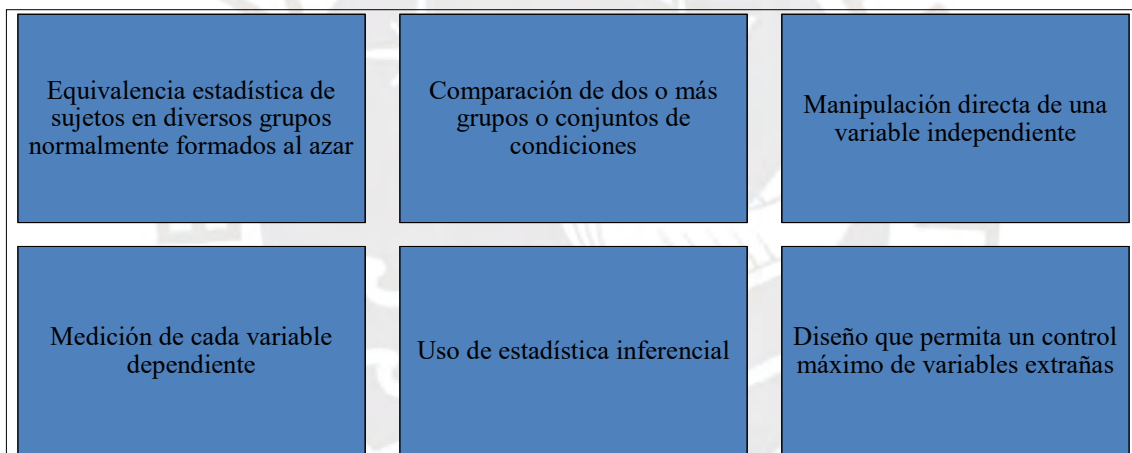 Equivalencia estadística de
sujetos en diversos grupos
normalmente formados al azar
Comparación de dos o más
grupos o conjuntos de
condiciones
Manipulación directa de una
variable independiente
Medición de cada variable
dependiente
Uso de estadística inferencial
Diseño que permita un control
máximo de variables extrañas